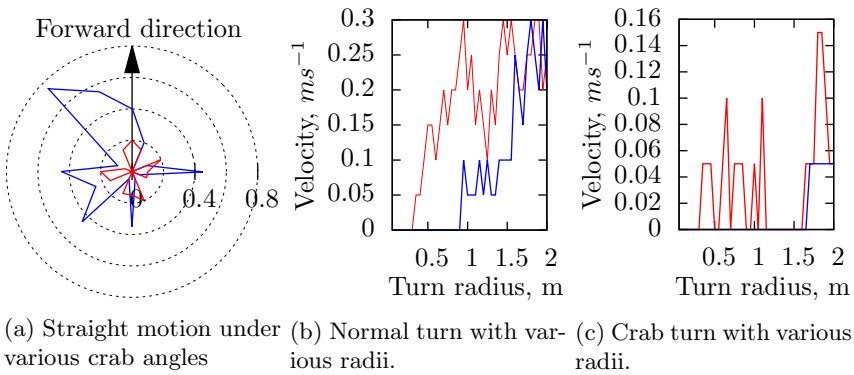 Forward direction
0 0.4 0.8
(a) Straight motion under
various crab angles
Velocity, ms⁻¹
0.3
0.25
0.2
0.15
0.1
0.05
0
0.5 1 1.5 2
Turn radius, m
(b) Normal turn with var-
ious radii.
Velocity, ms⁻¹
0.16
0.14
0.12
0.1
0.08
0.06
0.04
0.02
0
0.5 1 1.5 2
Turn radius, m
(c) Crab turn with various
radii.